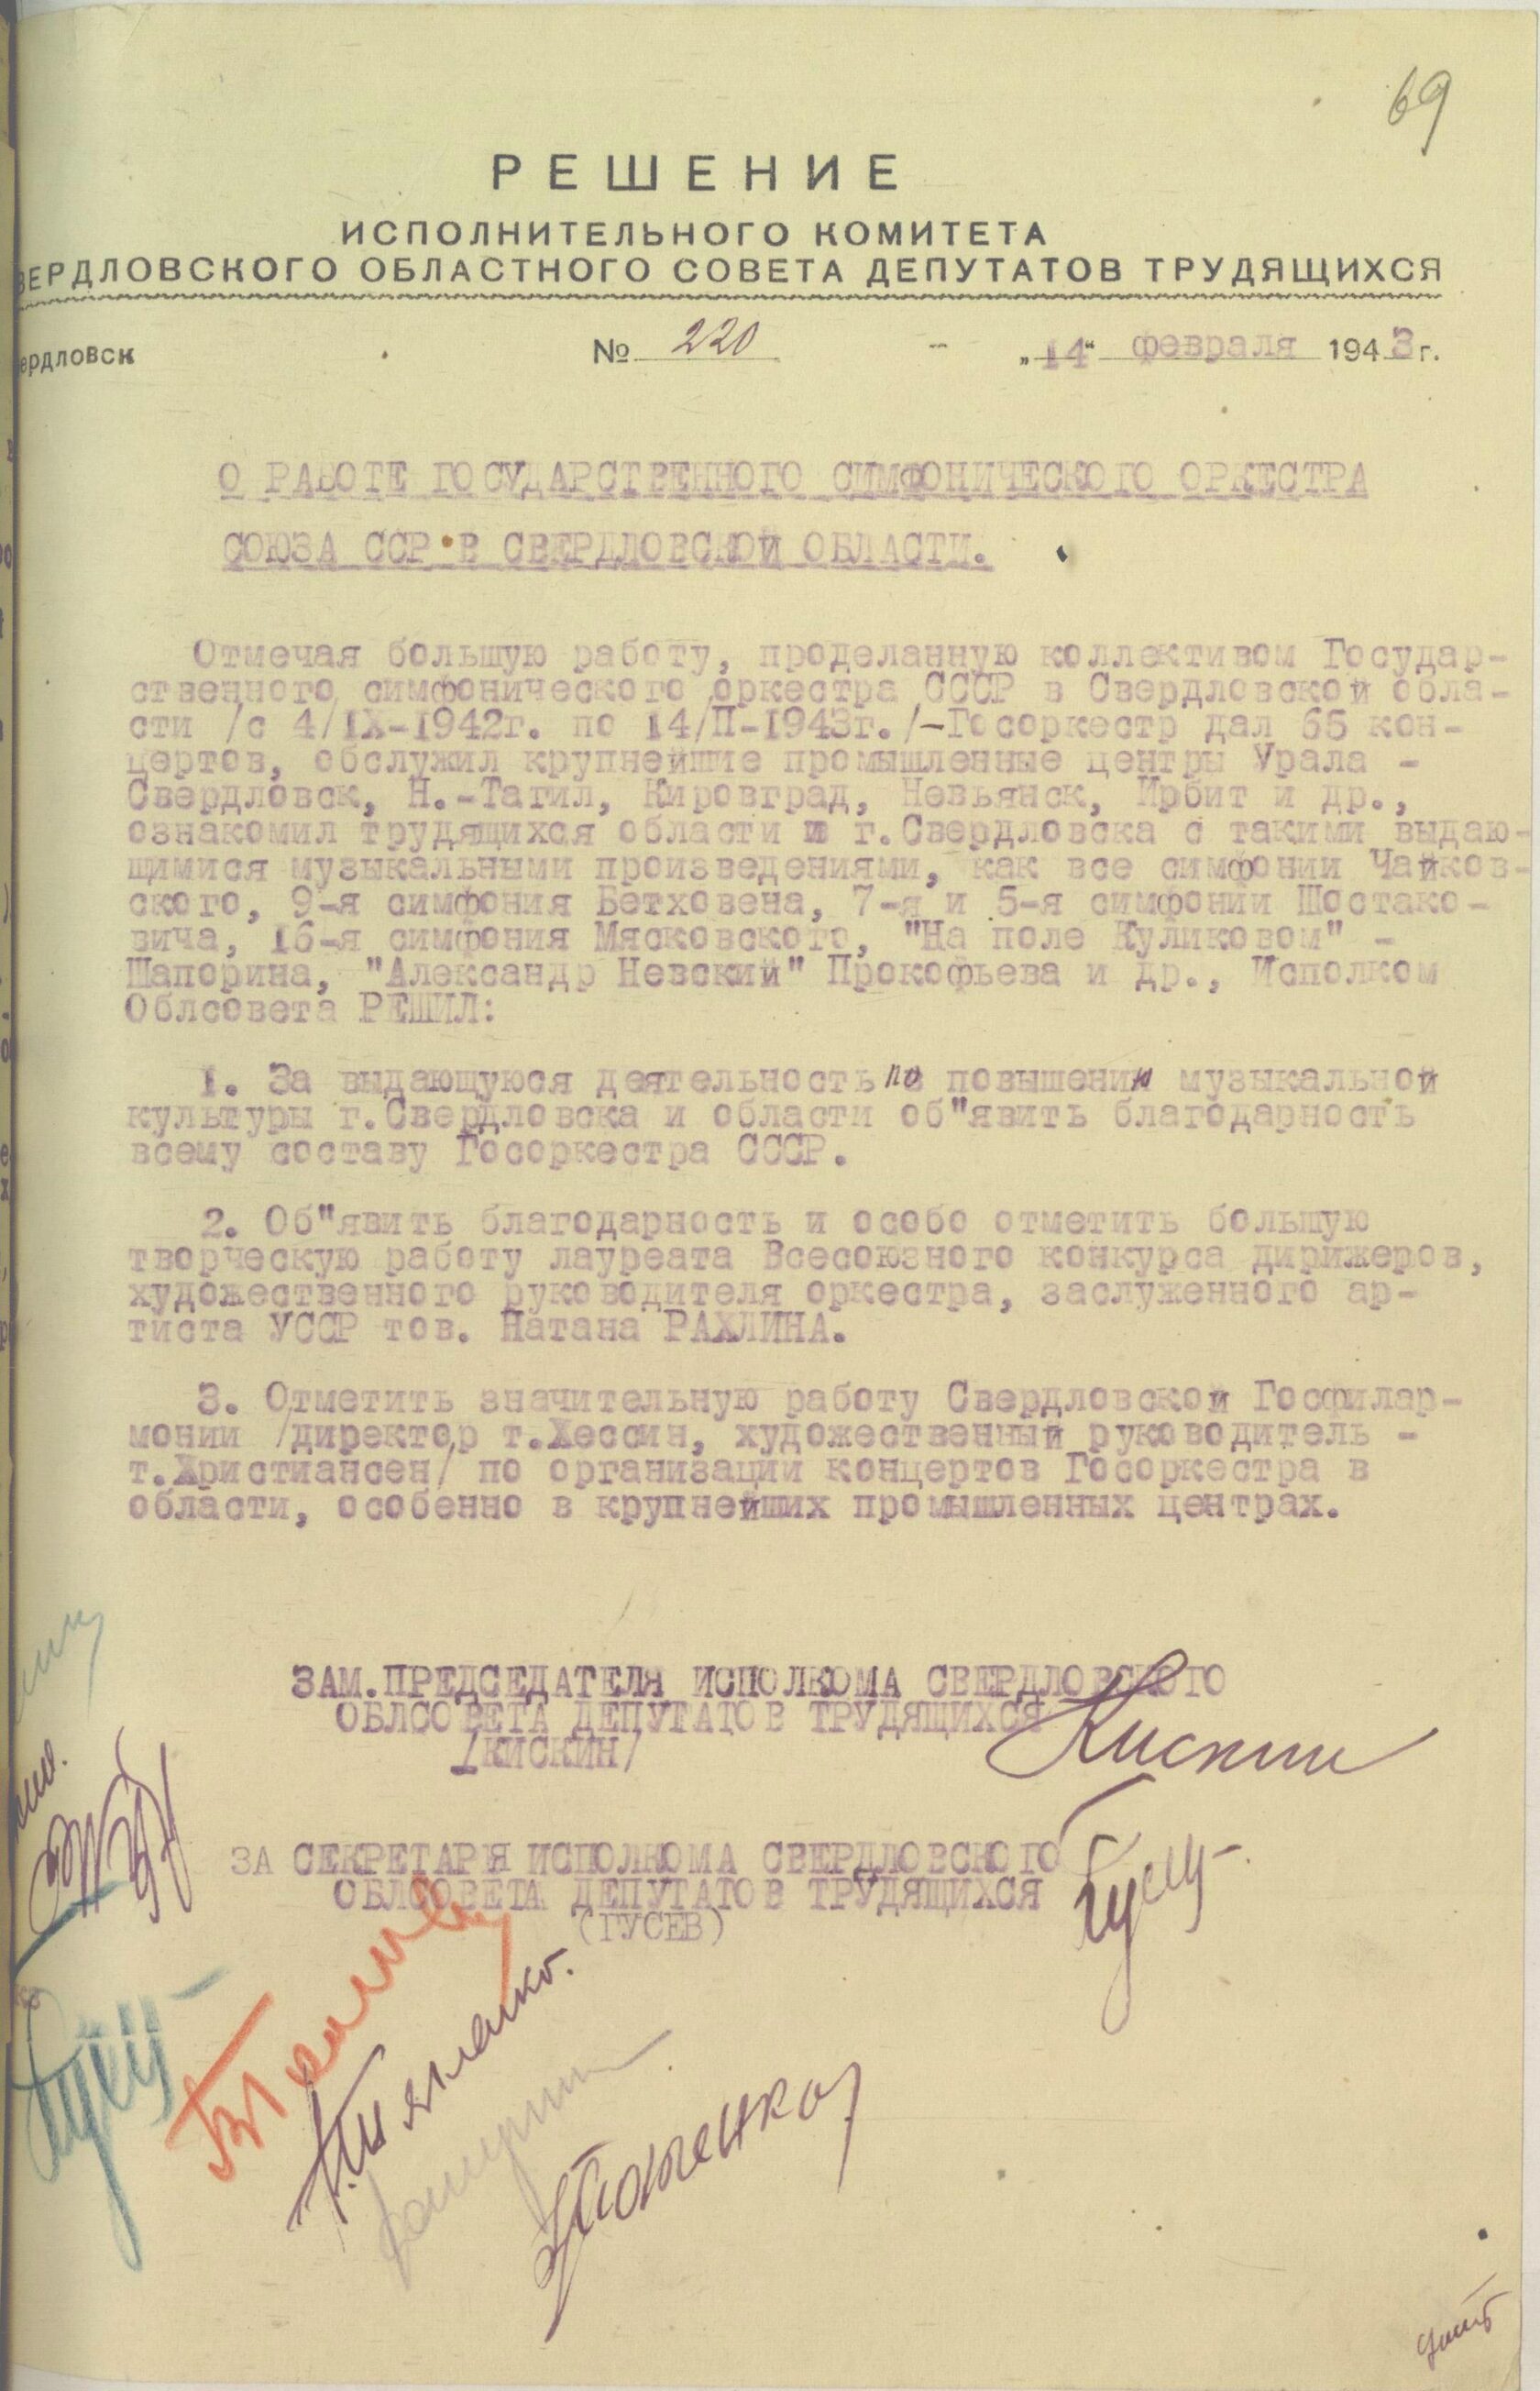 69
РЕШЕНИЕ
ИСПОЛНИТЕЛЬНОГО КОМИТЕТА
ВЕРДЛОВСКОГО ОБЛАСТНОГО СОВЕТА ДЕПУТАТОВ ТРУДЯЩИХСЯ
ердловск № 220 „14“ февраля 1943 г.
О РАБОТЕ ГОСУДАРСТВЕННОГО СИМФОНИЧЕСКОГО ОРКЕСТРА
СОЮЗА ССР В СВЕРДЛОВСКОЙ ОБЛАСТИ.
Отмечая большую работу, проделанную коллективом Государ-
ственного симфонического оркестра СССР в Свердловской обла-
сти /с 4/IX-1942г. по 14/II-1943г./-Госоркестр дал 65 кон-
цертов, обслужил крупнейшие промышленные центры Урала -
Свердловск, Н.-Тагил, Кировград, Невьянск, Ирбит и др.,
ознакомил трудящихся области и г.Свердловска с такими выдаю-
щимися музыкальными произведениями, как все симфонии Чайков-
ского, 9-я симфония Бетховена, 7-я и 5-я симфонии Шостако-
вича, 16-я симфония Мясковского, "На поле Куликовом" -
Шапорина, "Александр Невский" Прокофьева и др., Исполком
Облсовета РЕШИЛ:
1. За выдающуюся деятельность по повышению музыкальной
культуры г.Свердловска и области об"явить благодарность
всему составу Госоркестра СССР.
2. Об"явить благодарность и особо отметить большую
творческую работу лауреата Всесоюзного конкурса дирижеров,
художественного руководителя оркестра, заслуженного ар-
тиста УССР тов. Натана РАХЛИНА.
3. Отметить значительную работу Свердловской Госфилар-
монии /директор т.Хессин, художественный руководитель -
т.Христиансен/ по организации концертов Госоркестра в
области, особенно в крупнейших промышленных центрах.
ЗАМ.ПРЕДСЕДАТЕЛЯ ИСПОЛКОМА СВЕРДЛОВСКОГО
ОБЛСОВЕТА ДЕПУТАТОВ ТРУДЯЩИХСЯ
/КИСКИН/ Кискин
ЗА СЕКРЕТАРЯ ИСПОЛКОМА СВЕРДЛОВСКОГО
ОБЛСОВЕТА ДЕПУТАТОВ ТРУДЯЩИХСЯ
(ГУСЕВ)